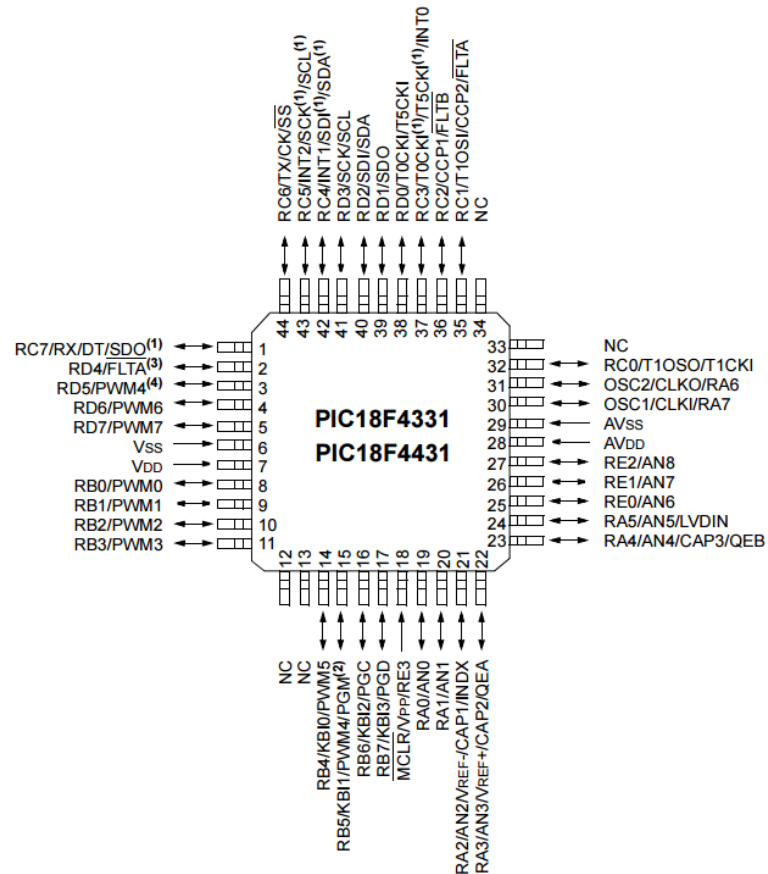 RC6/TX/CK/SS
RC5/INT2/SCK(1)/SCL(1)
RC4/INT1/SDI(1)/SDA(1)
RD3/SCK/SCL
RD2/SDI/SDA
RD1/SDO
RD0/T0CKI/T5CKI
RC3/T0CKI(1)/T5CKI(1)/INT0
RC2/CCP1/FLTB
RC1/T1OSI/CCP2/FLTA
NC
44 43 42 41 40 39 38 37 36 35 34
RC7/RX/DT/SDO(1) 1
RD4/FLTA(3) 2
RD5/PWM4(4) 3
RD6/PWM6 4
RD7/PWM7 5
VSS 6
VDD 7
RB0/PWM0 8
RB1/PWM1 9
RB2/PWM2 10
RB3/PWM3 11
PIC18F4331
PIC18F4431
33 NC
32 RC0/T1OSO/T1CKI
31 OSC2/CLKO/RA6
30 OSC1/CLKI/RA7
29 AVSS
28 AVDD
27 RE2/AN8
26 RE1/AN7
25 RE0/AN6
24 RA5/AN5/LVDIN
23 RA4/AN4/CAP3/QEB
12 13 14 15 16 17 18 19 20 21 22
NC
NC
RB4/KBI0/PWM5
RB5/KBI1/PWM4/PGM(2)
RB6/KBI2/PGC
RB7/KBI3/PGD
MCLR/VPP/RE3
RA0/AN0
RA1/AN1
RA2/AN2/VREF-/CAP1/INDX
RA3/AN3/VREF+/CAP2/QEA